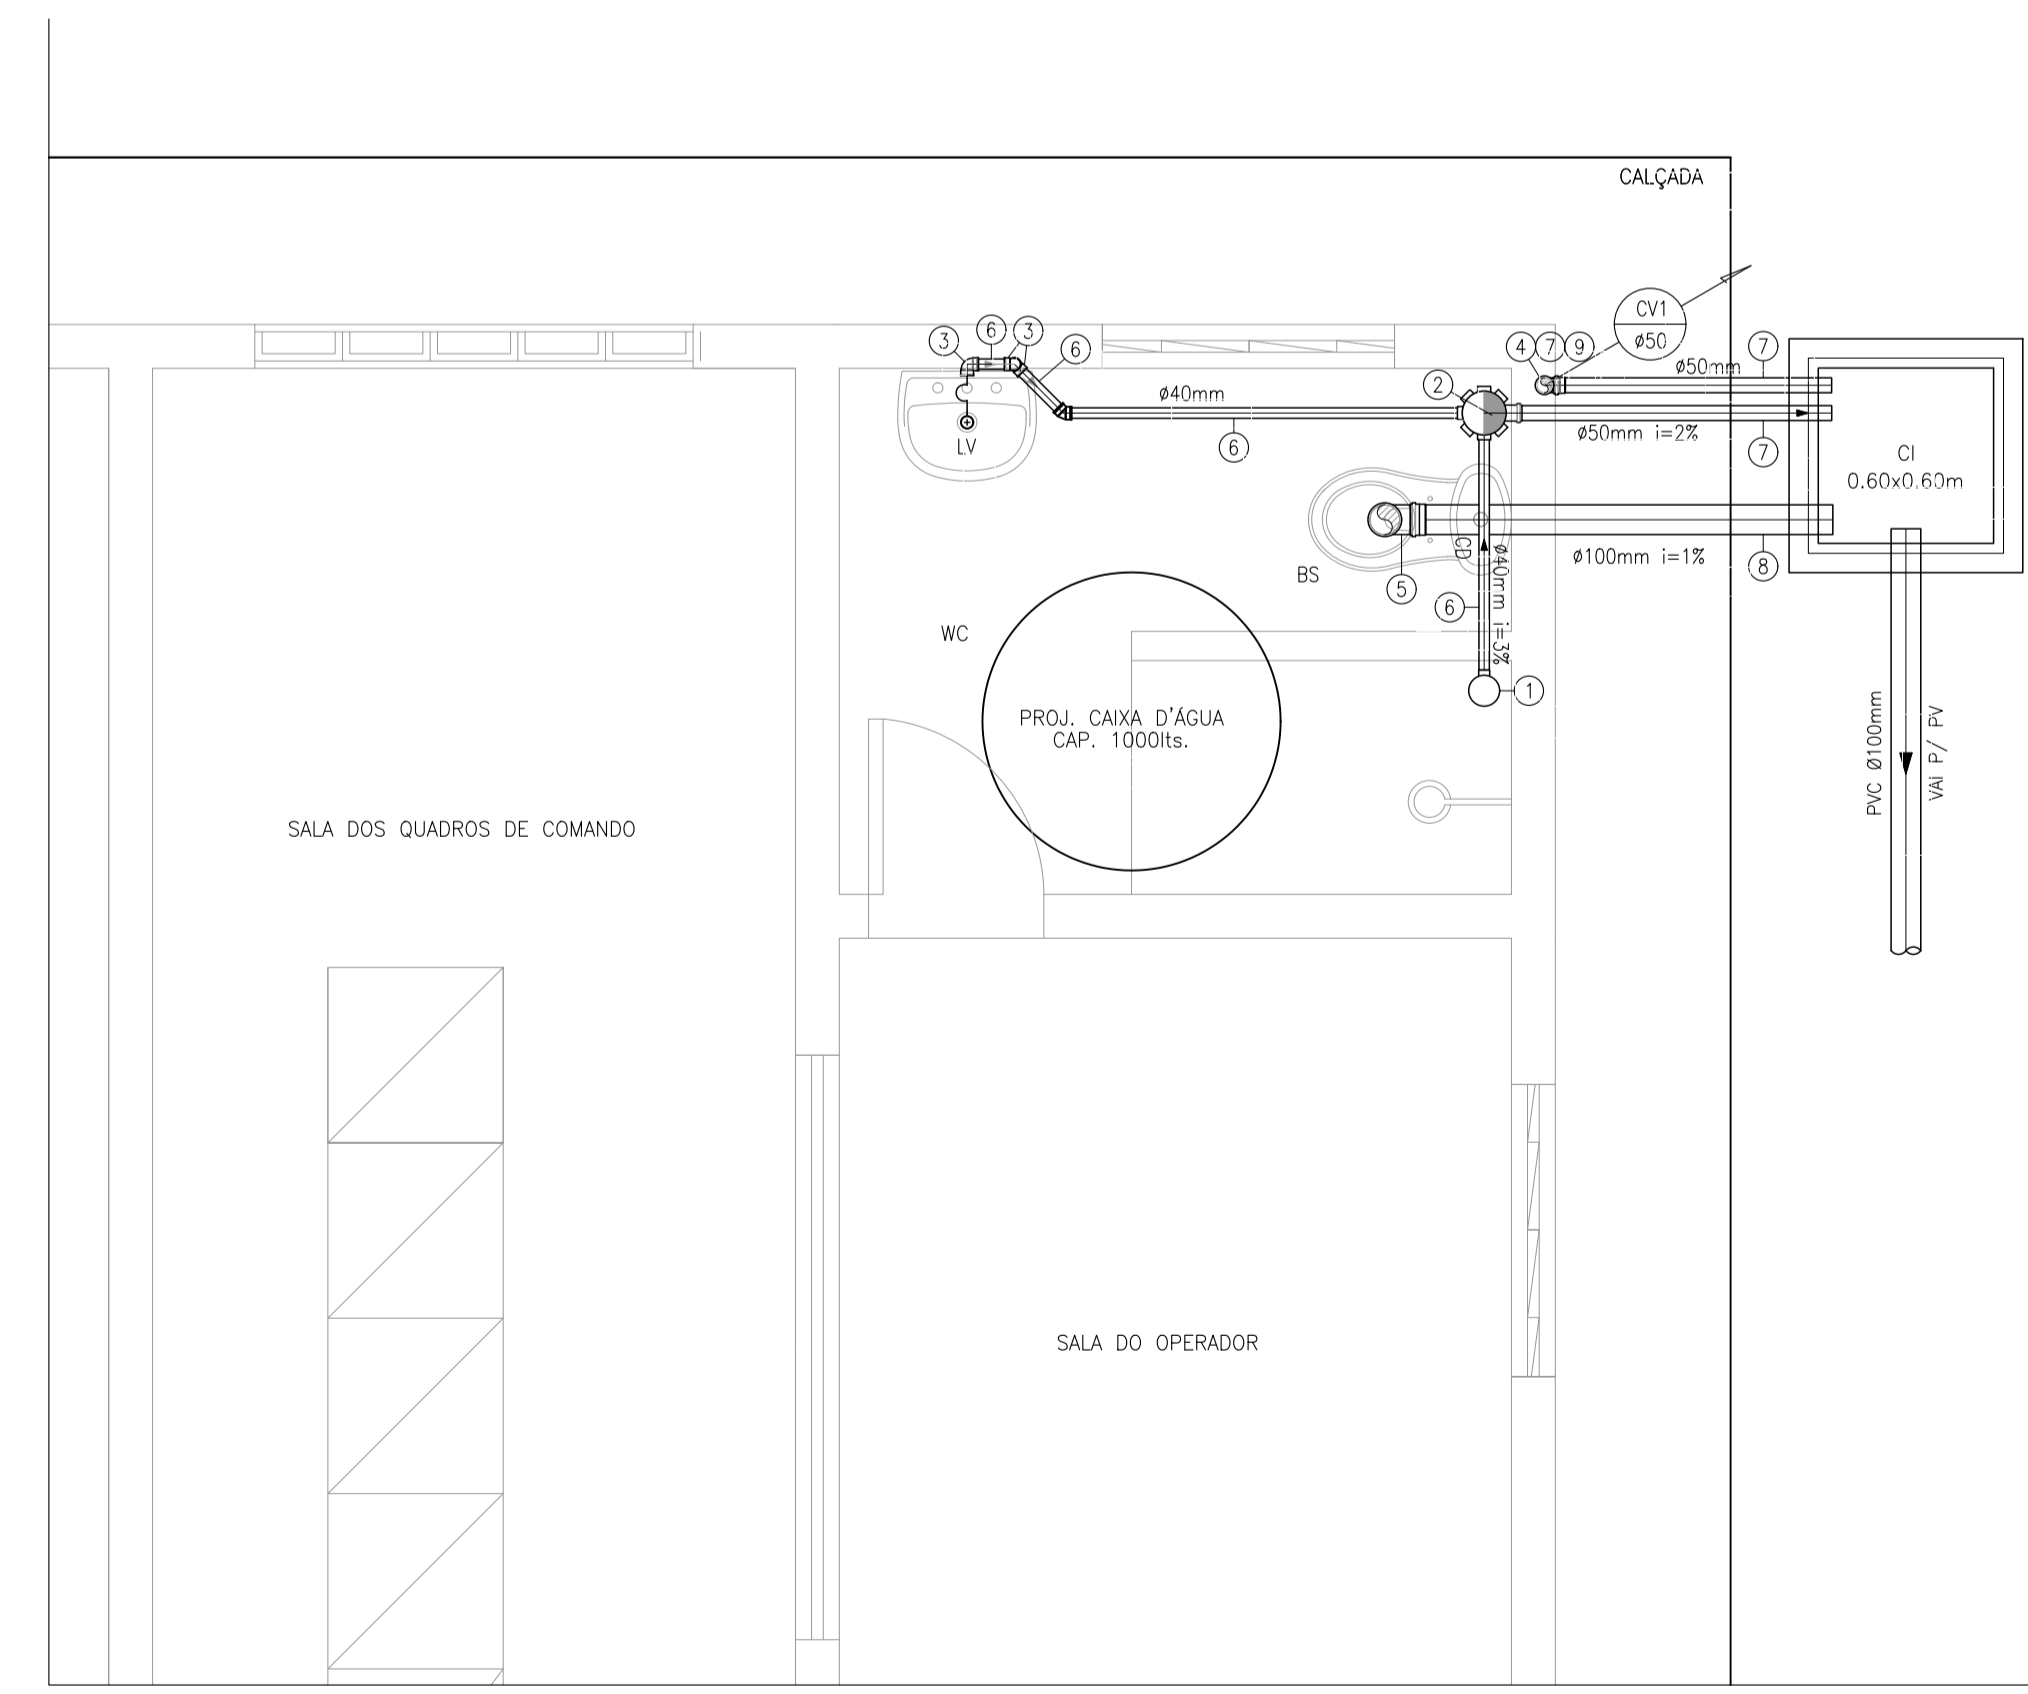 CALÇADA
CV1
ø50
3
6
3
6
4
7
9
7
ø50mm
2
ø40mm
ø50mm i=2%
6
7
LV
CI
0.60x0.60m
CD
ø100mm i=1%
8
BS
5
6
ø40mm i=3%
WC
1
PROJ. CAIXA D'ÁGUA
CAP. 1000lts.
PVC Ø100mm
VAI P/ PV
SALA DOS QUADROS DE COMANDO
SALA DO OPERADOR